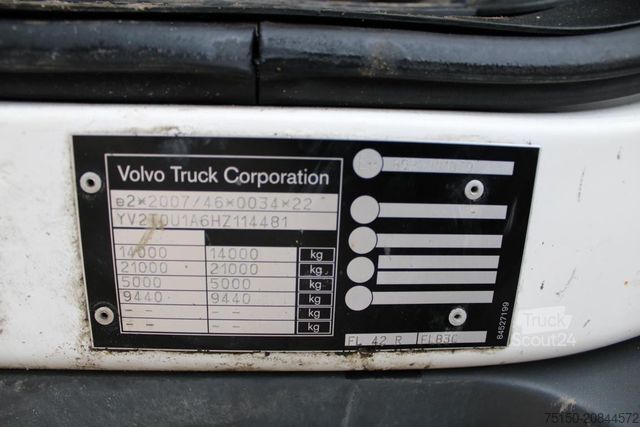 Volvo Truck Corporation
e2*2007/46*0034*22
YV2T0U1A6HZ114481
14000 14000 kg
21000 21000 kg
5000 5000 kg
9440 9440 kg
- - - - kg
- - - - kg
FL 42 R FLB3C
84527199
Truck
Scout24
75150-20844572